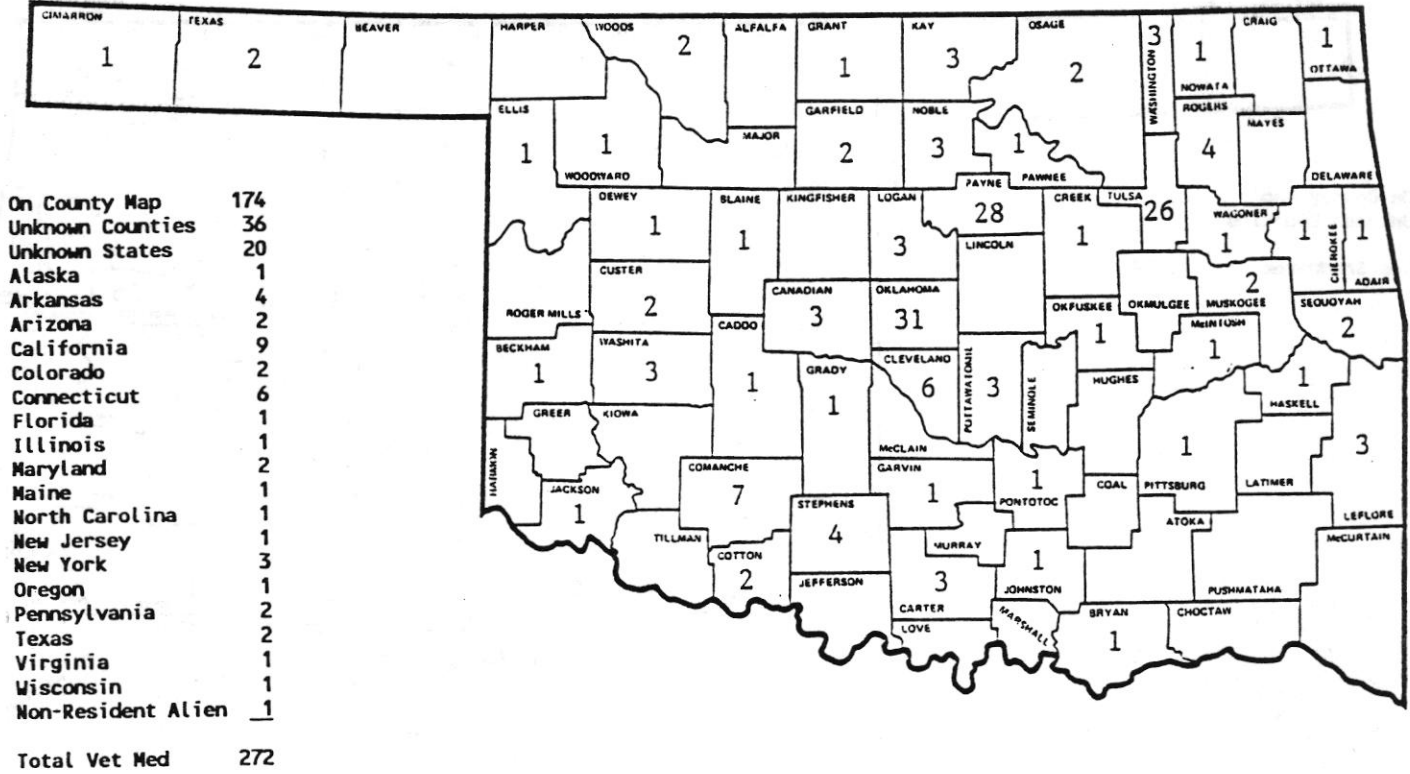 CIMARRON TEXAS BEAVER HARPER WOODS ALFALFA GRANT KAY OSAGE WASHINGTON CRAIG
1 2 2 1 3 2 3 1 1
NOWATA OTTAWA
ELLIS GARFIELD NOBLE ROGERS
MAJOR MAYES
1 1 2 3 1 4
WOODWARD PAYNE PAWNEE DELAWARE
On County Map 174
Unknown Counties 36
Unknown States 20
Alaska 1
Arkansas 4
Arizona 2
California 9
Colorado 2
Connecticut 6
Florida 1
Illinois 1
Maryland 2
Maine 1
North Carolina 1
New Jersey 1
New York 3
Oregon 1
Pennsylvania 2
Texas 2
Virginia 1
Wisconsin 1
Non-Resident Alien 1
Total Vet Med 272
DEWEY BLAINE KINGFISHER LOGAN CREEK TULSA
28 26 WAGONER CHEROKEE
1 1 3 1 1 1 1
LINCOLN
CUSTER ADAIR
CANADIAN OKLAHOMA OKFUSKEE OKMULGEE MUSKOGEE SEQUOYAH
2 3 31 1 2 2
ROGER MILLS CADDO McINTOSH
BECKHAM WASHITA CLEVELAND
1 3 1 GRADY 6 POTTAWATOMIE 3 SEMINOLE HUGHES 1 1
1 HASKELL
GREER KIOWA
McCLAIN 1 3
HARMON COMANCHE GARVIN
JACKSON 7 1 1 COAL PITTSBURG LATIMER
1 STEPHENS PONTOTOC
LEFLORE
ATOKA
TILLMAN 4 MURRAY McCURTAIN
COTTON
2 JEFFERSON 3 1
JOHNSTON PUSHMATAHA
CARTER MARSHALL BRYAN CHOCTAW
LOVE 1